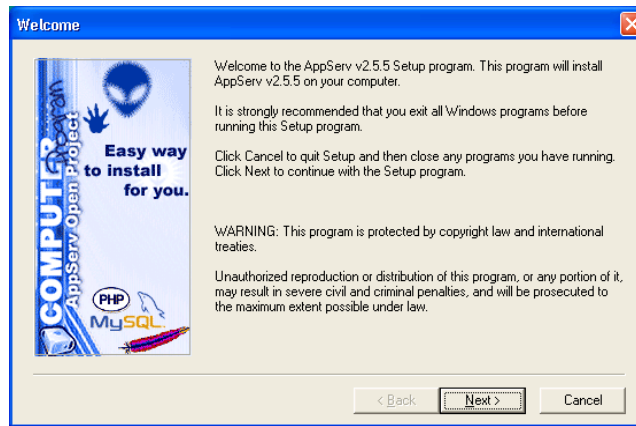 Welcome
Welcome to the AppServ v2.5.5 Setup program. This program will install
AppServ v2.5.5 on your computer.
It is strongly recommended that you exit all Windows programs before
running this Setup program.
Click Cancel to quit Setup and then close any programs you have running.
Click Next to continue with the Setup program.
WARNING: This program is protected by copyright law and international
treaties.
Unauthorized reproduction or distribution of this program, or any portion of it,
may result in severe civil and criminal penalties, and will be prosecuted to
the maximum extent possible under law.
COMPUTER
Program
AppServ Open Project
Easy way
to install
for you.
PHP
MySQL
< Back
Next >
Cancel